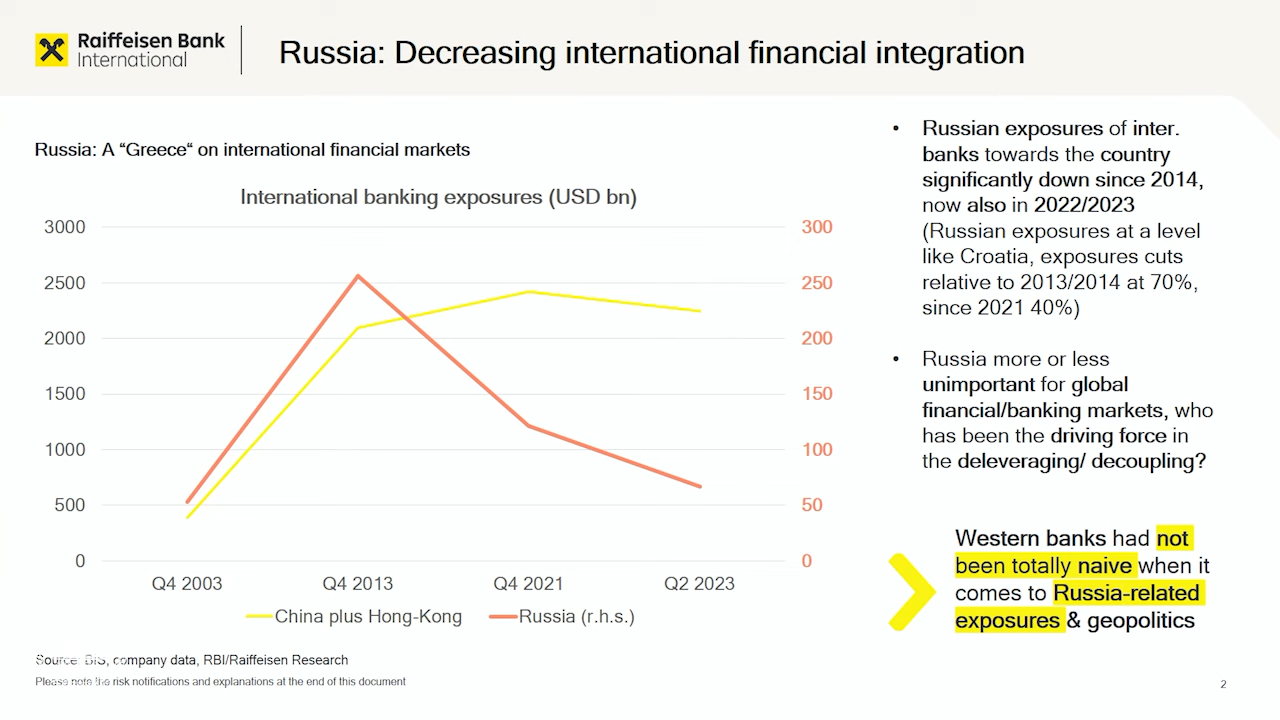 Raiffeisen Bank
International
Russia: Decreasing international financial integration
Russia: A “Greece“ on international financial markets
International banking exposures (USD bn)
3000
2500
2000
1500
1000
500
0
300
250
200
150
100
50
0
Q4 2003 Q4 2013 Q4 2021 Q2 2023
China plus Hong-Kong Russia (r.h.s.)
• Russian exposures of inter.
banks towards the country
significantly down since 2014,
now also in 2022/2023
(Russian exposures at a level
like Croatia, exposures cuts
relative to 2013/2014 at 70%,
since 2021 40%)
• Russia more or less
unimportant for global
financial/banking markets, who
has been the driving force in
the deleveraging/ decoupling?
Western banks had not
been totally naive when it
comes to Russia-related
exposures & geopolitics
Source: BIS, company data, RBI/Raiffeisen Research
Please note the risk notifications and explanations at the end of this document
2